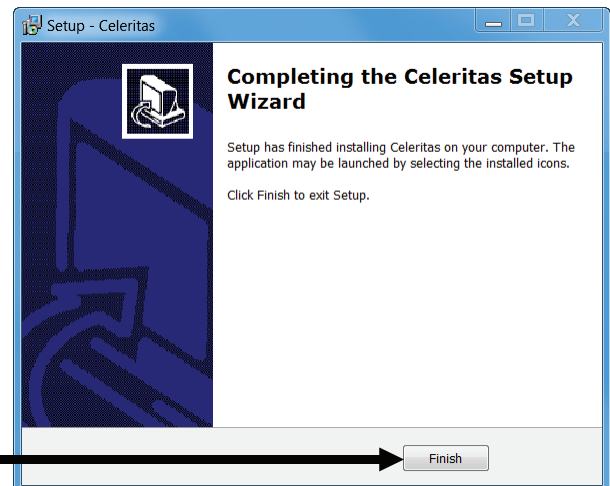 Setup - Celeritas
Completing the Celeritas Setup
Wizard
Setup has finished installing Celeritas on your computer. The
application may be launched by selecting the installed icons.
Click Finish to exit Setup.
Finish